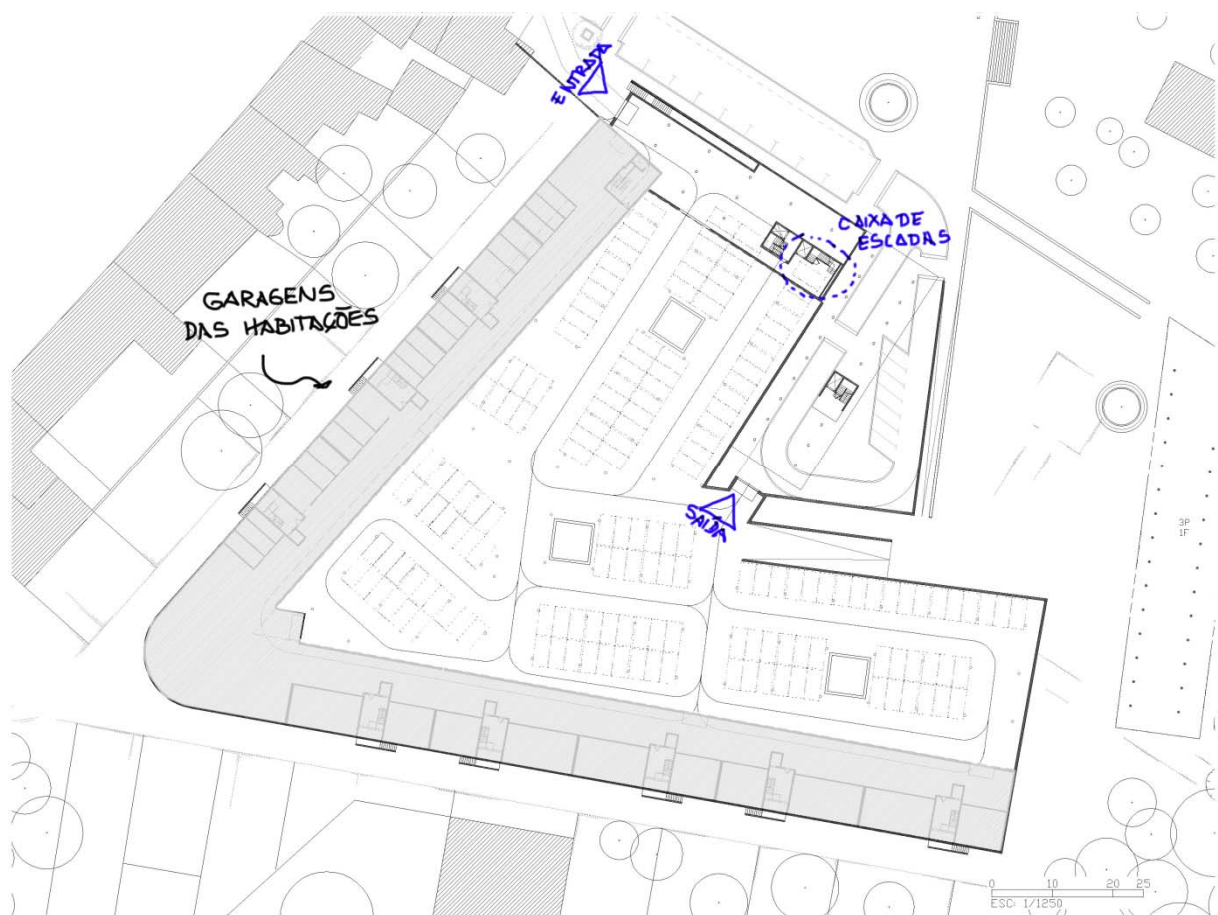 ENTRADA
CAIXA DE
ESCADAS
GARAGENS
DAS HABITAÇÕES
SAÍDA
3P
1F
0 10 20 25
ESC: 1/1250